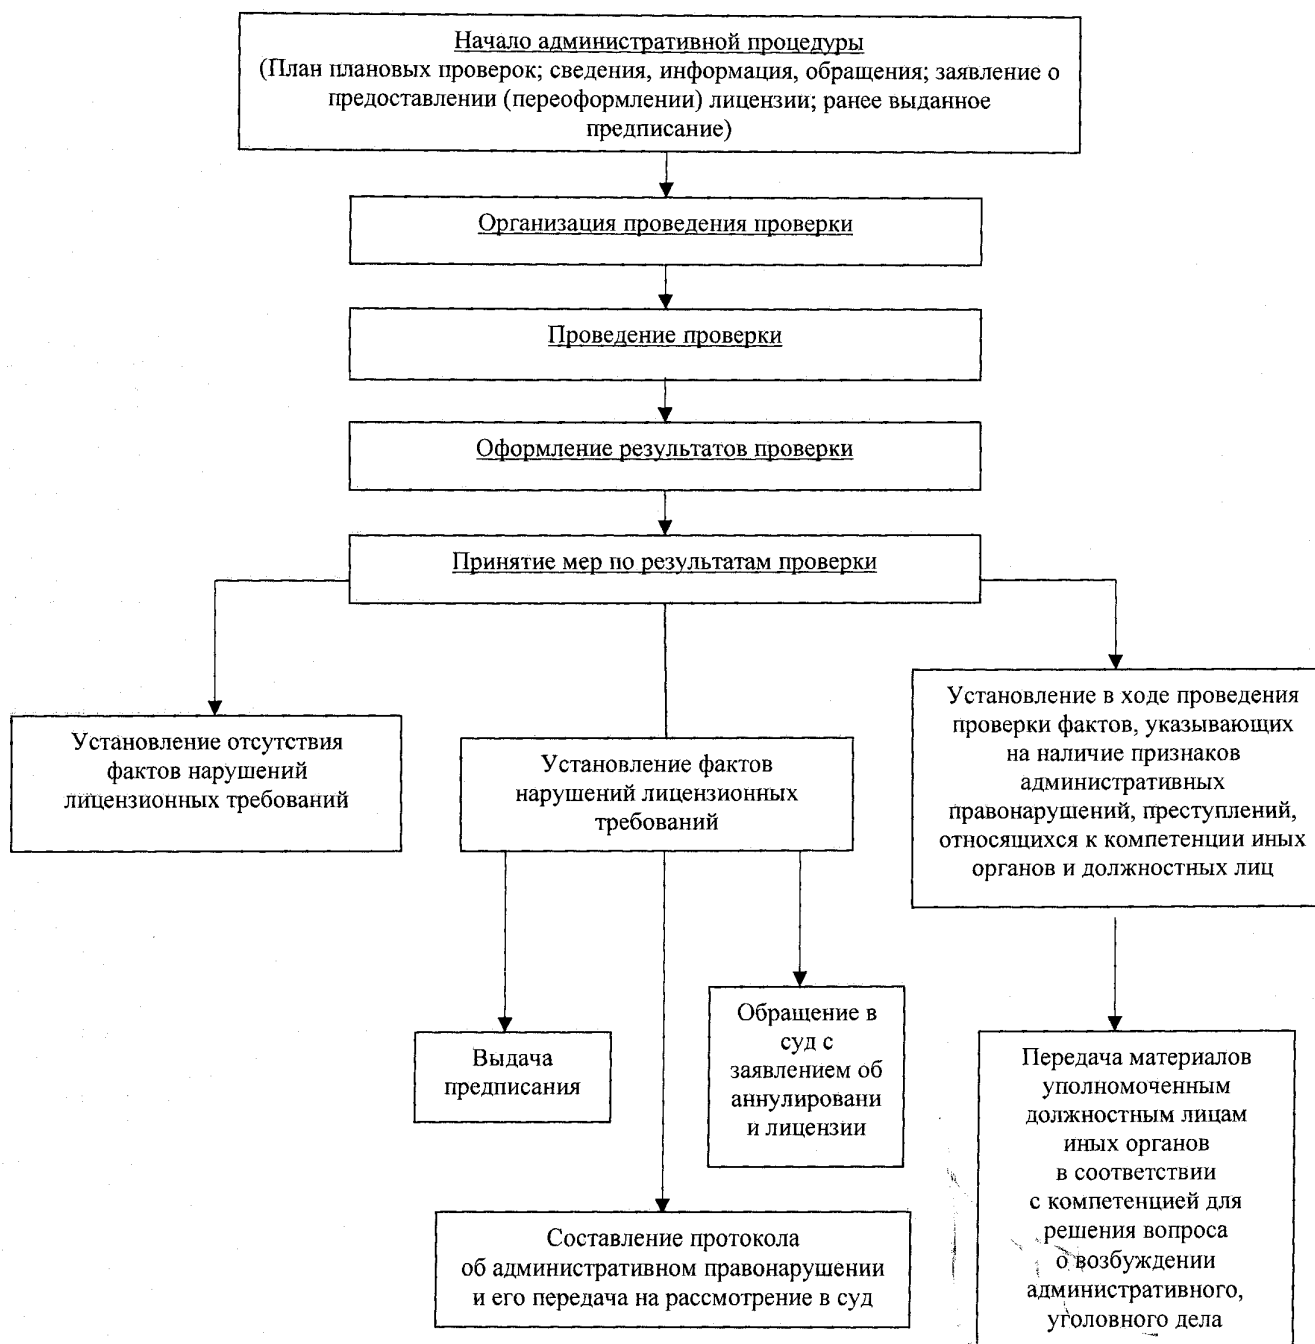 Начало административной процедуры
(План плановых проверок; сведения, информация, обращения; заявление о
предоставлении (переоформлении) лицензии; ранее выданное
предписание)
Организация проведения проверки
Проведение проверки
Оформление результатов проверки
Принятие мер по результатам проверки
Установление отсутствия
фактов нарушений
лицензионных требований
Установление фактов
нарушений лицензионных
требований
Установление в ходе проведения
проверки фактов, указывающих
на наличие признаков
административных
правонарушений, преступлений,
относящихся к компетенции иных
органов и должностных лиц
Выдача
предписания
Обращение в
суд с
заявлением об
аннулировани
и лицензии
Составление протокола
об административном правонарушении
и его передача на рассмотрение в суд
Передача материалов
уполномоченным
должностным лицам
иных органов
в соответствии
с компетенцией для
решения вопроса
о возбуждении
административного,
уголовного дела